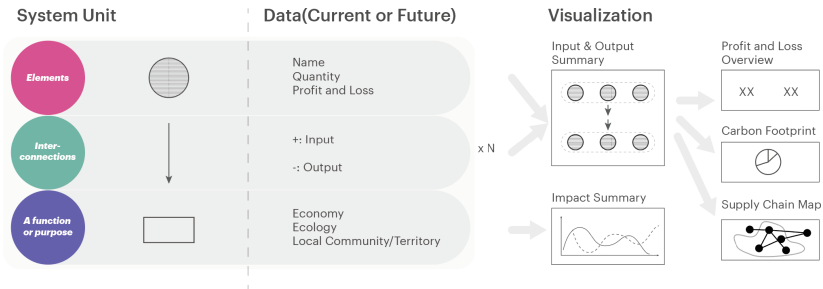 System Unit
Data(Current or Future)
Visualization
Elements
Name
Quantity
Profit and Loss
Inter-
connections
+: Input
-: Output
x N
A function
or purpose
Economy
Ecology
Local Community/Territory
Input & Output
Summary
Impact Summary
Profit and Loss
Overview
XX XX
Carbon Footprint
Supply Chain Map